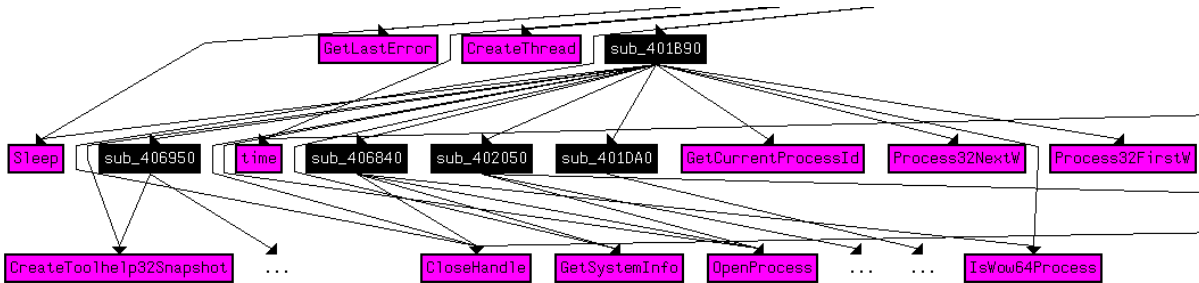 GetLastError CreateThread sub_401B90
Sleep sub_406950 time sub_406840 sub_402050 sub_401DA0 GetCurrentProcessId Process32NextW Process32FirstW
CreateToolhelp32Snapshot ... CloseHandle GetSystemInfo OpenProcess ... ... IsWow64Process